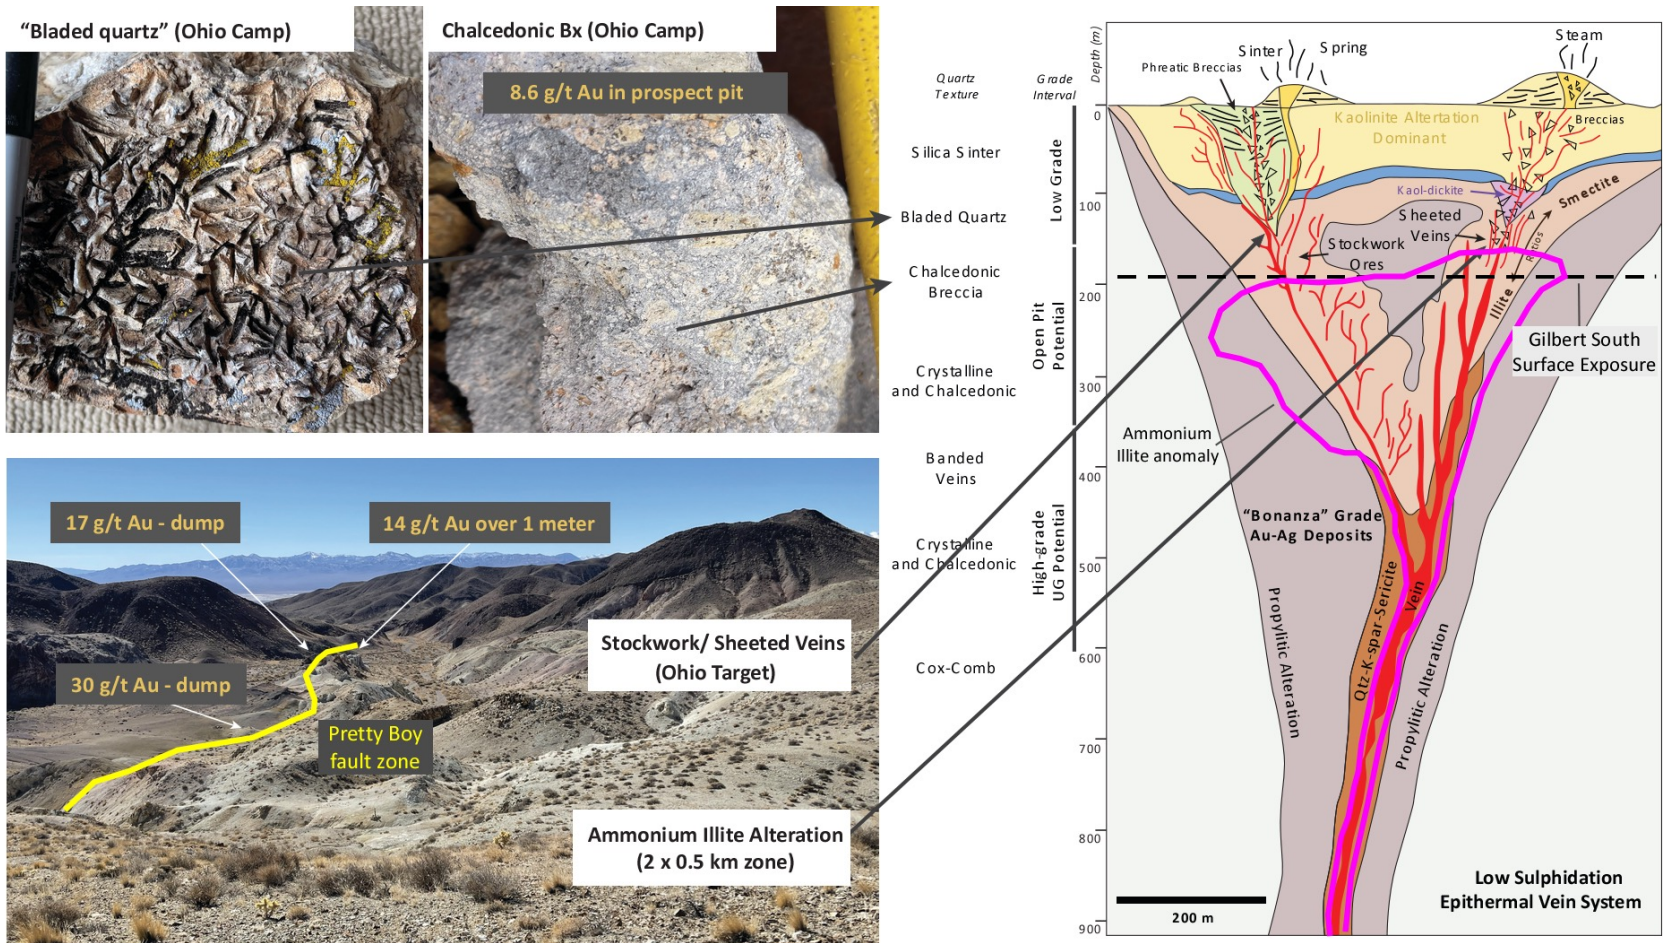 “Bladed quartz” (Ohio Camp)
Chalcedonic Bx (Ohio Camp)
8.6 g/t Au in prospect pit
17 g/t Au - dump
14 g/t Au over 1 meter
30 g/t Au - dump
Pretty Boy
fault zone
Stockwork/ Sheeted Veins
(Ohio Target)
Ammonium Illite Alteration
(2 x 0.5 km zone)
Quartz
Texture
Silica Sinter
Bladed Quartz
Chalcedonic
Breccia
Crystalline
and Chalcedonic
Banded
Veins
Crystalline
and Chalcedonic
Cox-Comb
Grade
Interval
Low Grade
Open Pit
Potential
High-grade
UG Potential
Depth (m)
0
100
200
300
400
500
600
700
800
900
Sinter
Spring
Steam
Phreatic Breccias
Breccias
Kaolinite Altertation
Dominant
Kaol-dickite
Smectite
Sheeted
Veins
Stockwork
Ores
Illite
Gilbert South
Surface Exposure
Ammonium
Illite anomaly
“Bonanza” Grade
Au-Ag Deposits
Propylitic Alteration
Qtz-K-spar-Sericite
Vein
Propylitic Alteration
200 m
Low Sulphidation
Epithermal Vein System